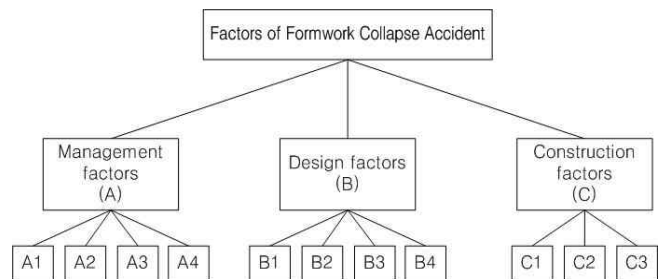 Factors of Formwork Collapse Accident
Management
factors
(A)
Design factors
(B)
Construction
factors
(C)
A1 A2 A3 A4 B1 B2 B3 B4 C1 C2 C3